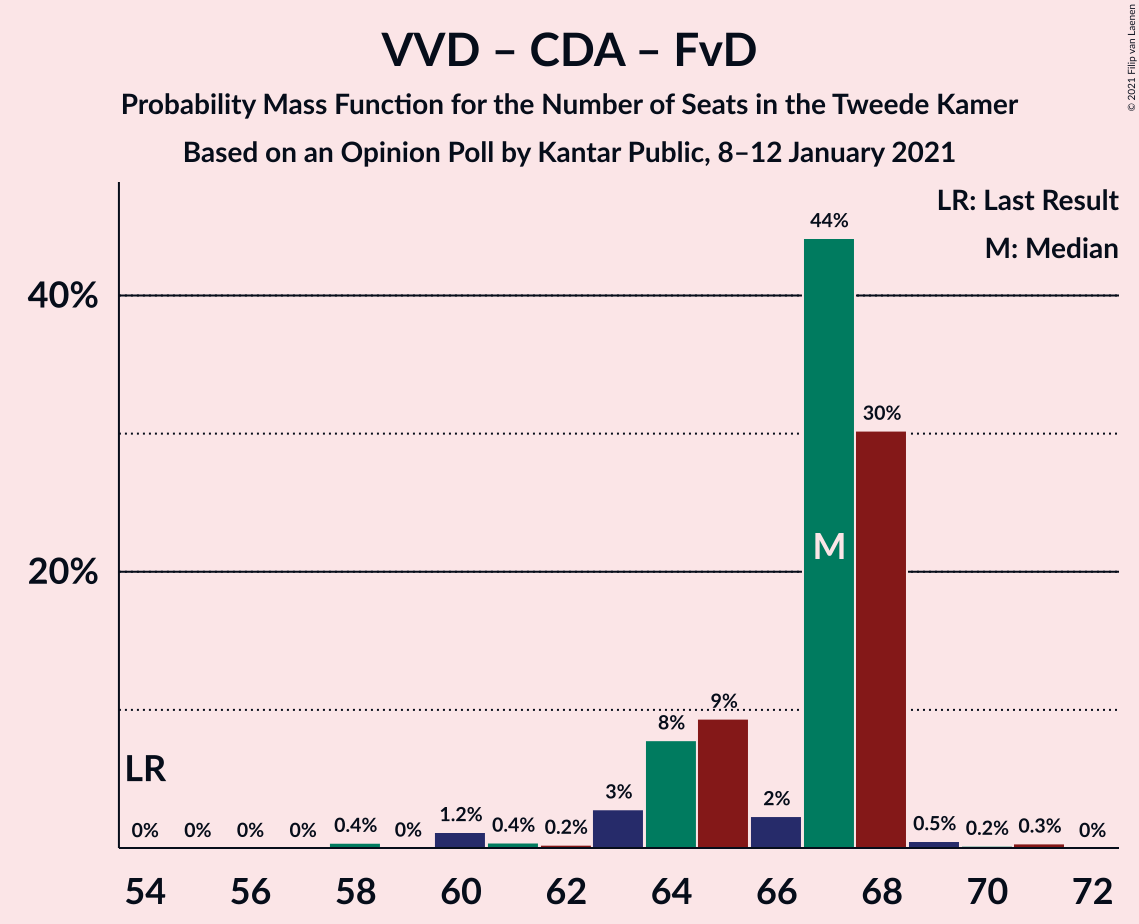 VVD – CDA – FvD
Probability Mass Function for the Number of Seats in the Tweede Kamer
Based on an Opinion Poll by Kantar Public, 8–12 January 2021
© 2021 Filip van Laenen
LR: Last Result
M: Median
40%
20%
44%
30%
M
9%
8%
LR
3%
2%
1.2%
0% 0% 0% 0% 0.4% 0% 0.4% 0.2% 0.5% 0.2% 0.3% 0%
54 56 58 60 62 64 66 68 70 72